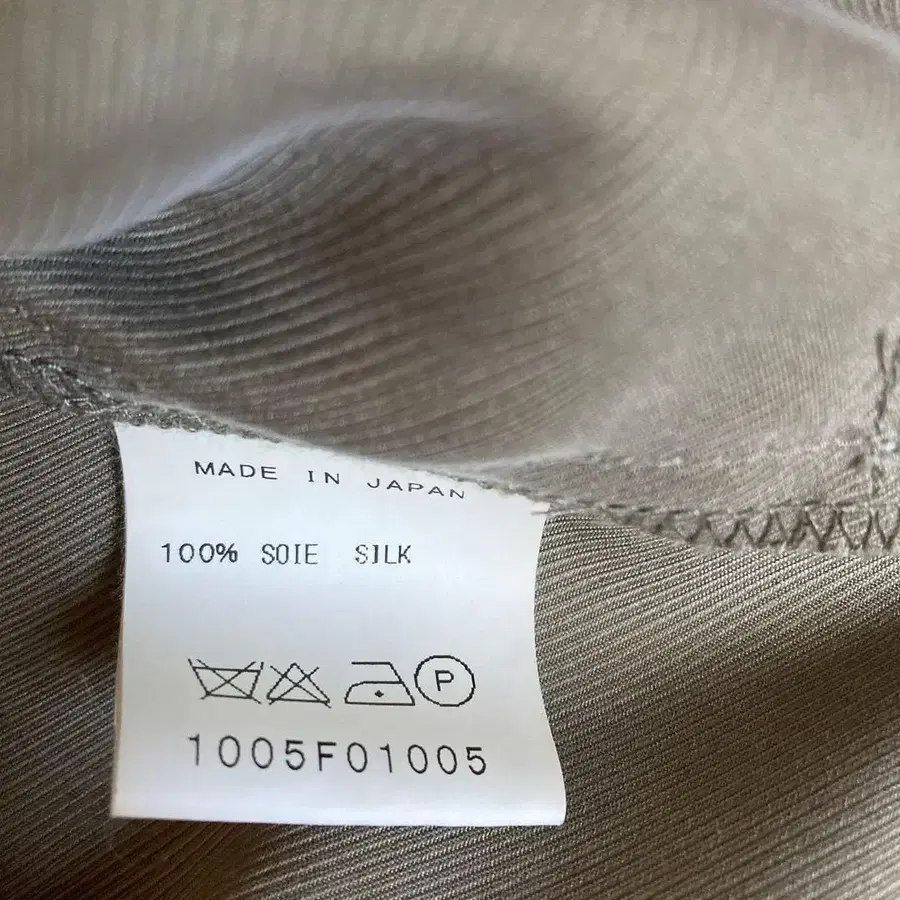 MADE IN JAPAN
100% SOIE SILK
P
1005F01005